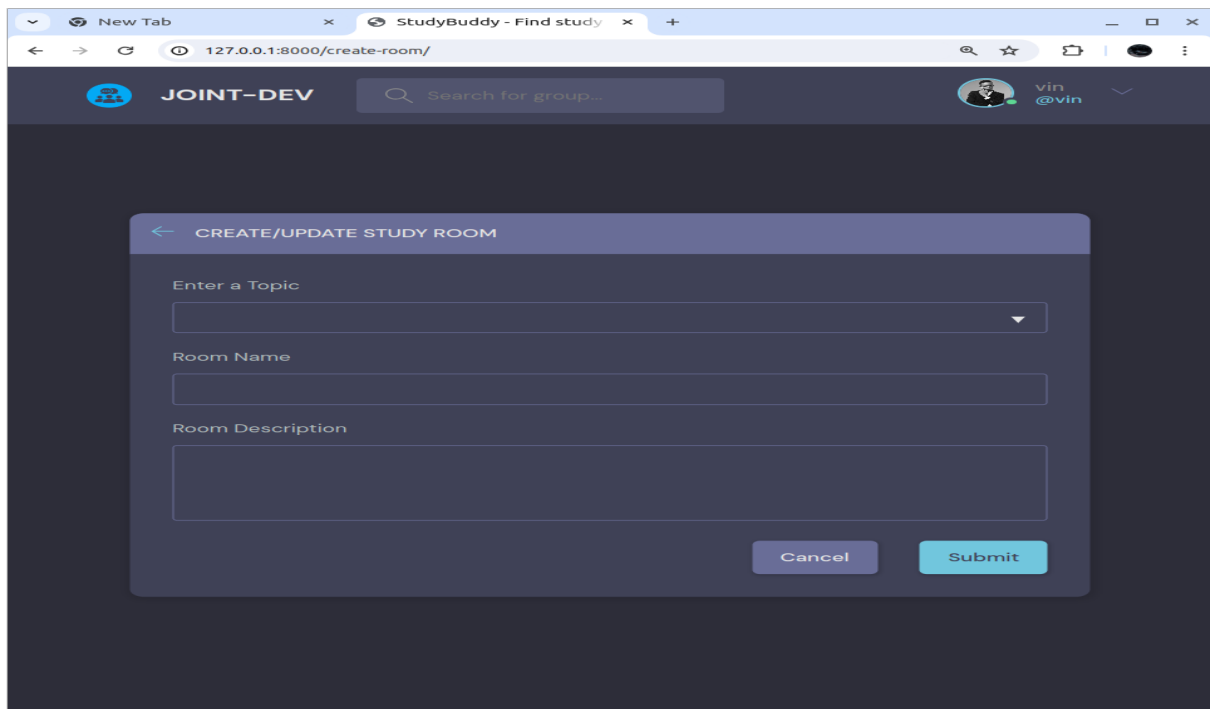 New Tab
StudyBuddy - Find study
127.0.0.1:8000/create-room/
JOINT-DEV
Search for group...
vin
@vin
CREATE/UPDATE STUDY ROOM
Enter a Topic
Room Name
Room Description
Cancel
Submit